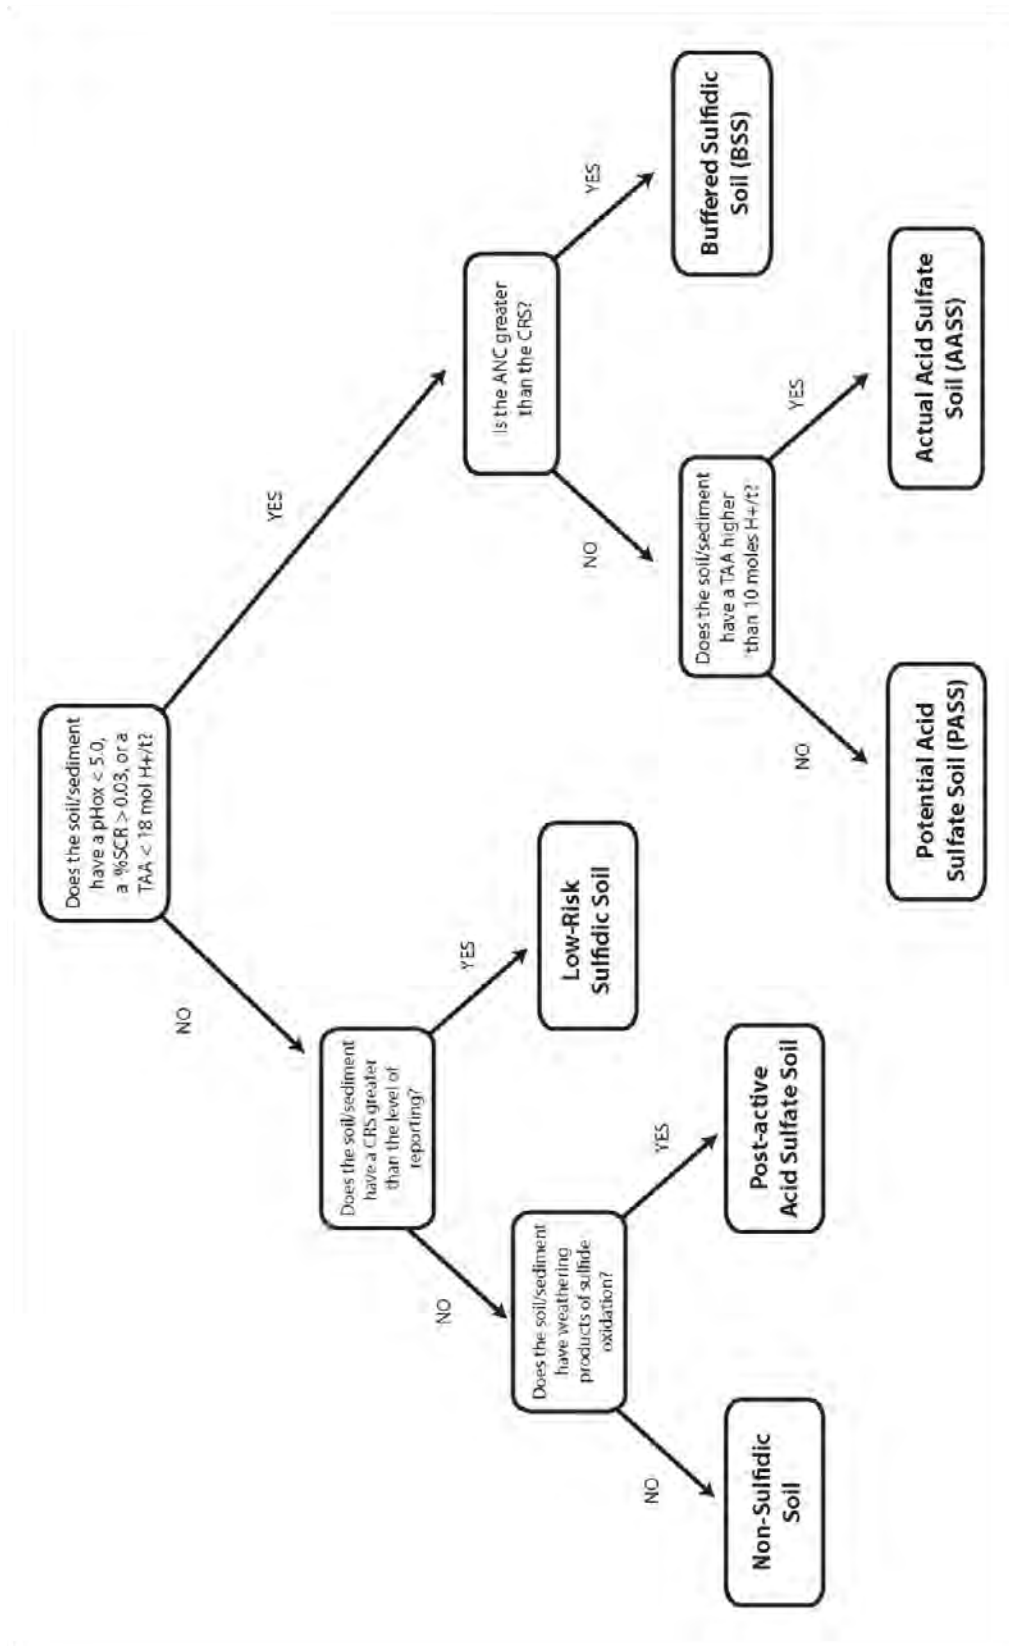 Does the soil/sediment
have a pHox < 5.0,
a %SCR > 0.03, or a
TAA < 18 mol H+/t?
NO
YES
Does the soil/sediment
have a CRS greater
than the level of
reporting?
NO
YES
Is the ANC greater
than the CRS?
NO
YES
Does the soil/sediment
have weathering
products of sulfide
oxidation?
NO
YES
Low-Risk
Sulfidic Soil
Does the soil/sediment
have a TAA higher
than 10 moles H+/t?
NO
YES
Buffered Sulfidic
Soil (BSS)
Non-Sulfidic
Soil
Post-active
Acid Sulfate Soil
Potential Acid
Sulfate Soil (PASS)
Actual Acid Sulfate
Soil (AASS)